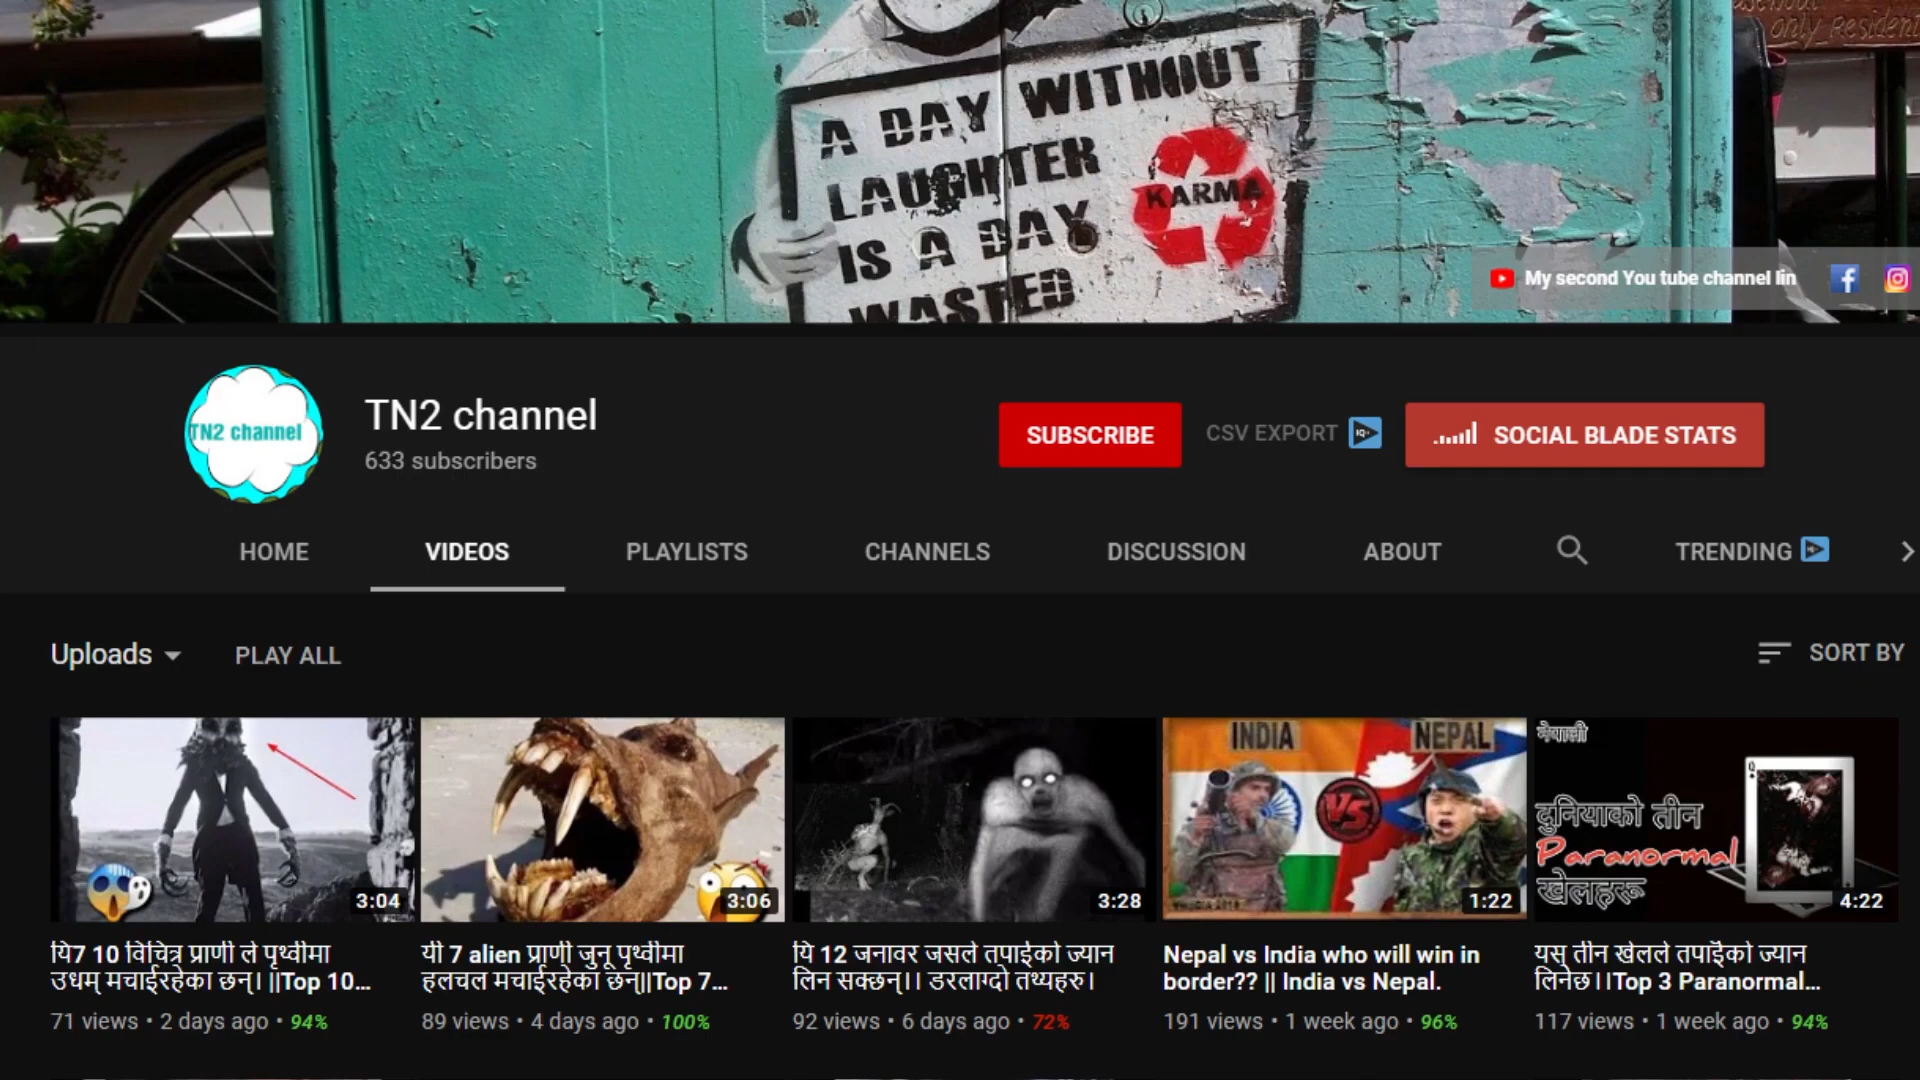 only Resident
A DAY WITHOUT
LAUGHTER
IS A DAY
WASTED
KARMA
My second You tube channel lin
TN2 channel
TN2 channel
633 subscribers
SUBSCRIBE
CSV EXPORT
SOCIAL BLADE STATS
HOME
VIDEOS
PLAYLISTS
CHANNELS
DISCUSSION
ABOUT
TRENDING
Uploads
PLAY ALL
SORT BY
3:04
3:06
3:28
INDIA
NEPAL
VS
1:22
नेपाली
दुनियाको तीन
Paranormal
खेलहरू
4:22
यि7 10 विचित्र प्राणी ले पृथ्वीमा
उधम् मचाईरहेका छन्। ||Top 10...
71 views • 2 days ago • 94%
यी 7 alien प्राणी जुनू पृथ्वीमा
हलचल मचाईरहेका छन्||Top 7...
89 views • 4 days ago • 100%
यि 12 जनावर जसले तपाईको ज्यान
लिन सक्छन्।। डरलाग्दो तथ्यहरु।
92 views • 6 days ago • 72%
Nepal vs India who will win in
border?? || India vs Nepal.
191 views • 1 week ago • 96%
यस् तीन खेलले तपाईँको ज्यान
लिनेछ।।Top 3 Paranormal...
117 views • 1 week ago • 94%